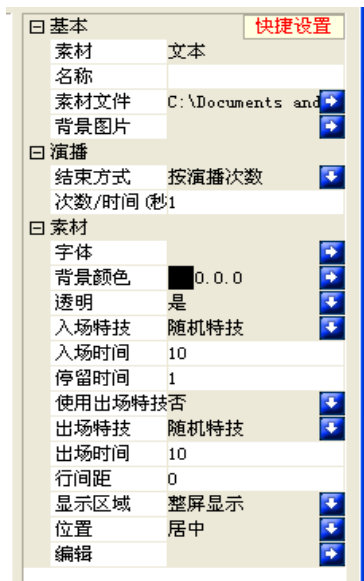 基本 快捷设置
素材 文本
名称
素材文件 C:\Documents and
背景图片
演播
结束方式 按演播次数
次数/时间(秒 1
素材
字体
背景颜色 0.0.0
透明 是
入场特技 随机特技
入场时间 10
停留时间 1
使用出场特技 否
出场特技 随机特技
出场时间 10
行间距 0
显示区域 整屏显示
位置 居中
编辑